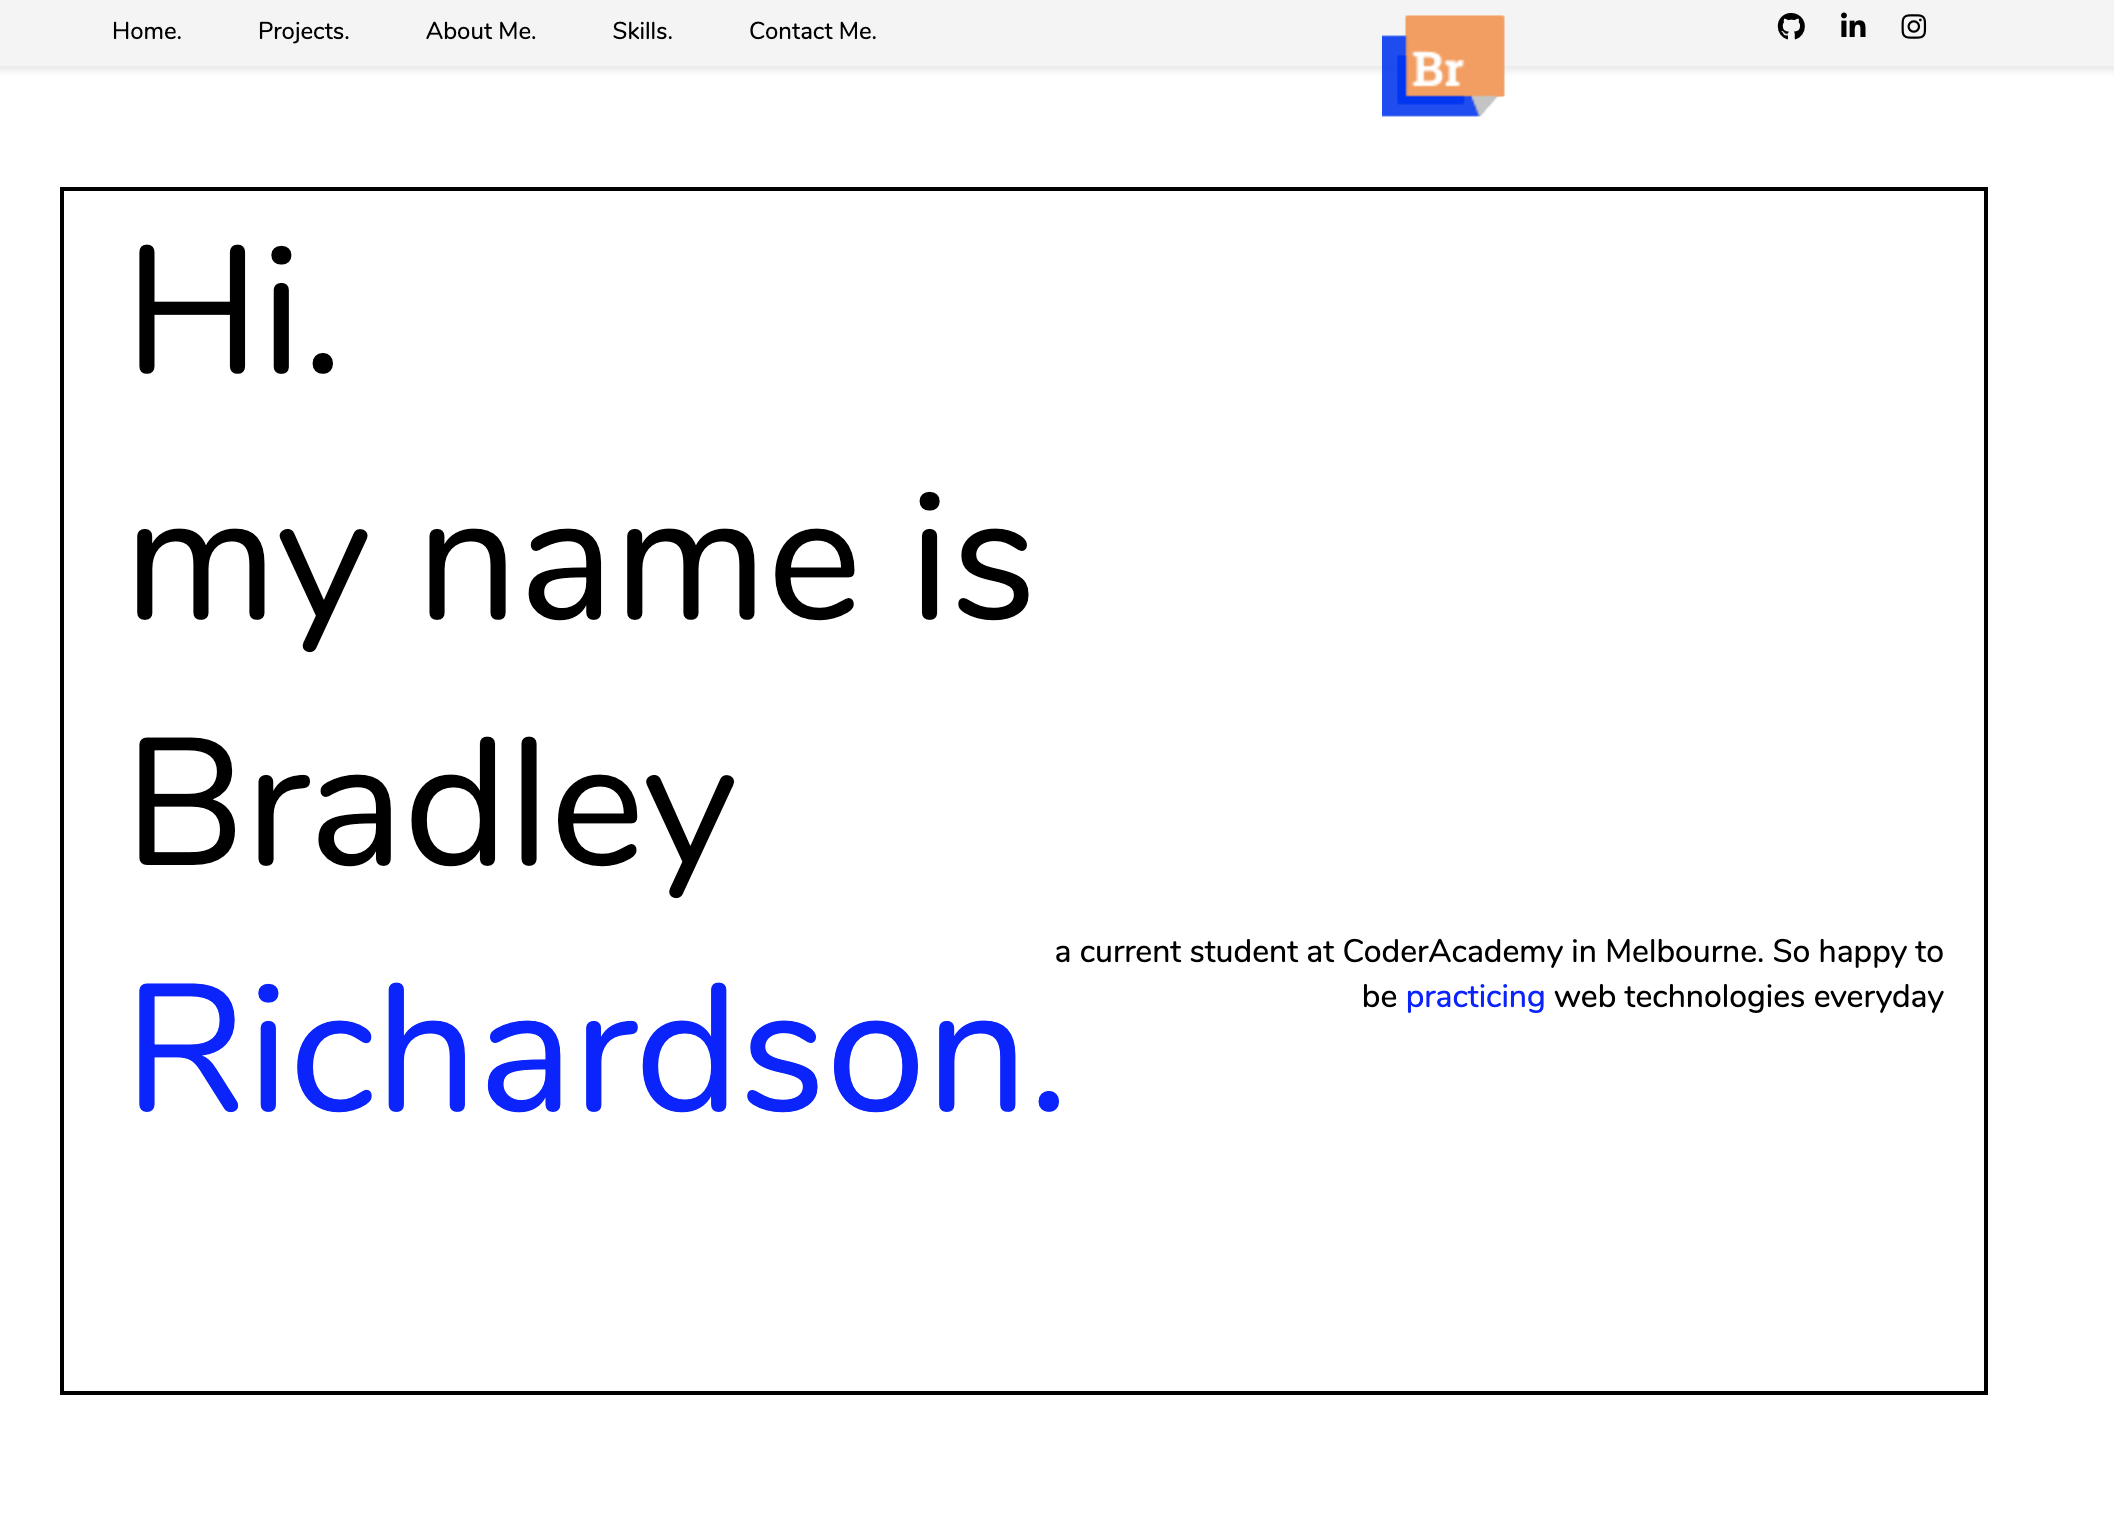 Home. Projects. About Me. Skills. Contact Me.
Br
Hi.
my name is
Bradley
Richardson.
a current student at CoderAcademy in Melbourne. So happy to
be practicing web technologies everyday